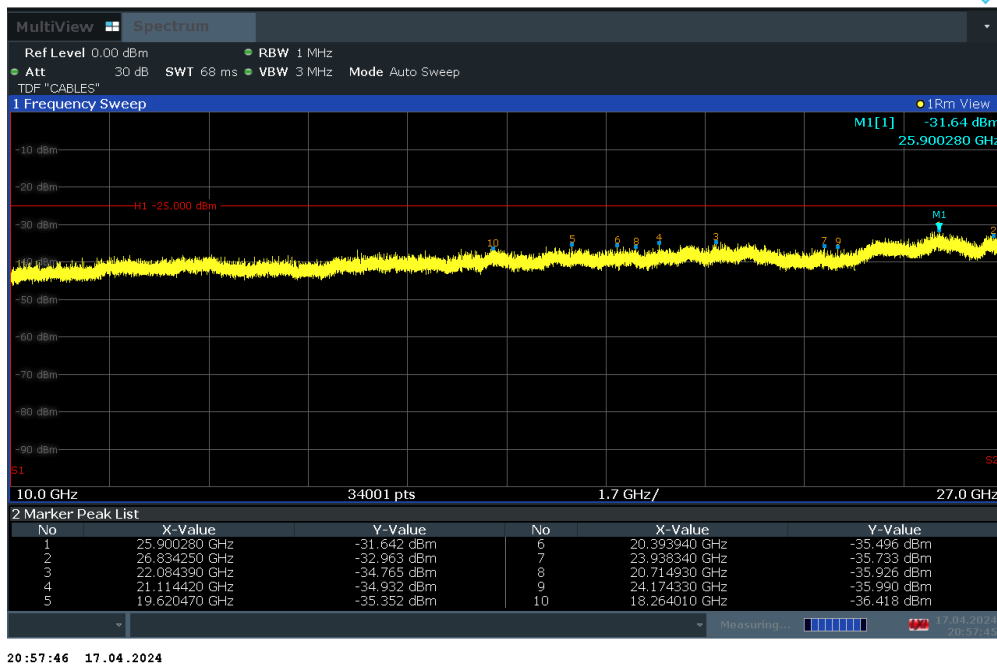 MultiView Spectrum
Ref Level 0.00 dBm RBW 1 MHz
Att 30 dB SWT 68 ms VBW 3 MHz Mode Auto Sweep
TDF "CABLES"
1 Frequency Sweep 1Rm View
M1[1] -31.64 dBm
25.900280 GHz
-10 dBm
-20 dBm
H1 -25.000 dBm
M1
-30 dBm
10 5 6 8 4 3 7 9 2
-40 dBm
-50 dBm
-60 dBm
-70 dBm
-80 dBm
-90 dBm
S1 S2
10.0 GHz 34001 pts 1.7 GHz/ 27.0 GHz
2 Marker Peak List
No X-Value Y-Value No X-Value Y-Value
1 25.900280 GHz -31.642 dBm 6 20.393940 GHz -35.496 dBm
2 26.834250 GHz -32.963 dBm 7 23.938340 GHz -35.733 dBm
3 22.084390 GHz -34.765 dBm 8 20.714930 GHz -35.926 dBm
4 21.114420 GHz -34.932 dBm 9 24.174330 GHz -35.990 dBm
5 19.620470 GHz -35.352 dBm 10 18.264010 GHz -36.418 dBm
Measuring... 17.04.2024
20:57:45
20:57:46 17.04.2024